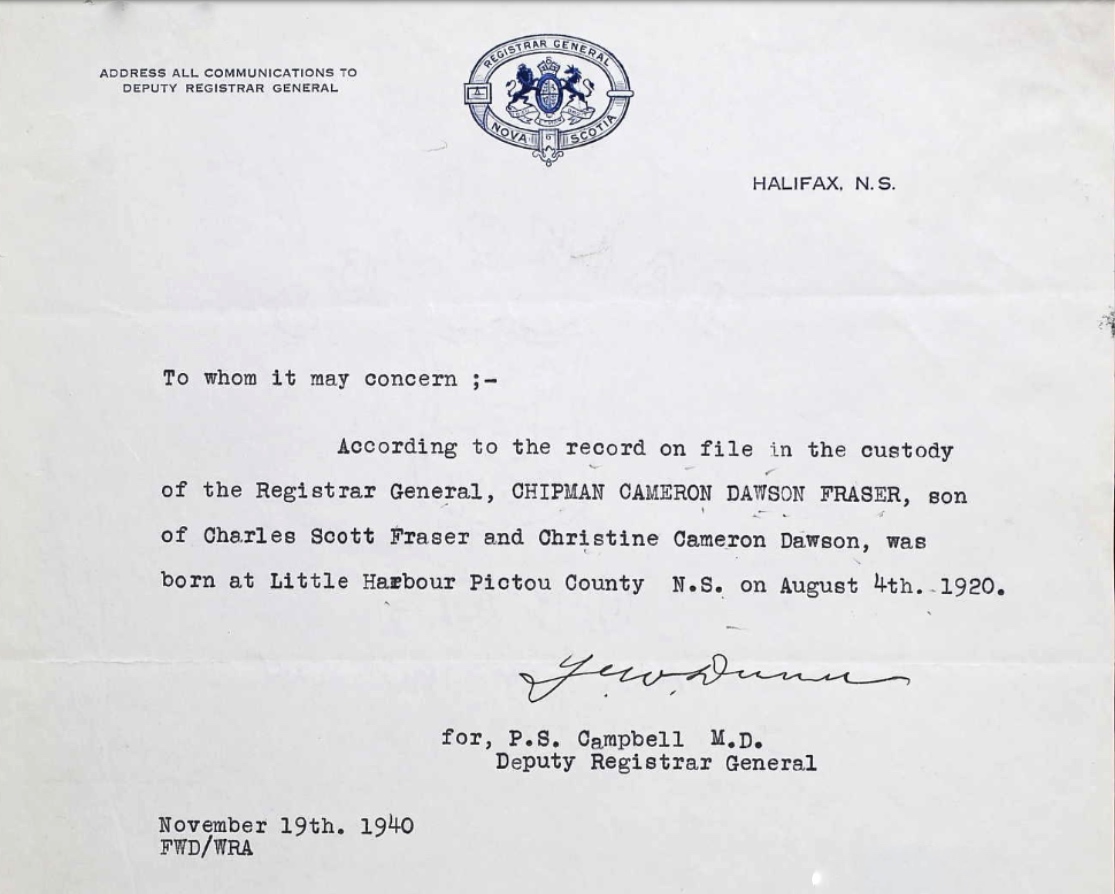 ADDRESS ALL COMMUNICATIONS TO
DEPUTY REGISTRAR GENERAL
REGISTRAR GENERAL
NOVA SCOTIA
HALIFAX, N.S.
To whom it may concern ;-
According to the record on file in the custody
of the Registrar General, CHIPMAN CAMERON DAWSON FRASER, son
of Charles Scott Fraser and Christine Cameron Dawson, was
born at Little Harbour Pictou County N.S. on August 4th. 1920.
Dunn
for, P.S. Campbell M.D.
Deputy Registrar General
November 19th. 1940
FWD/WRA